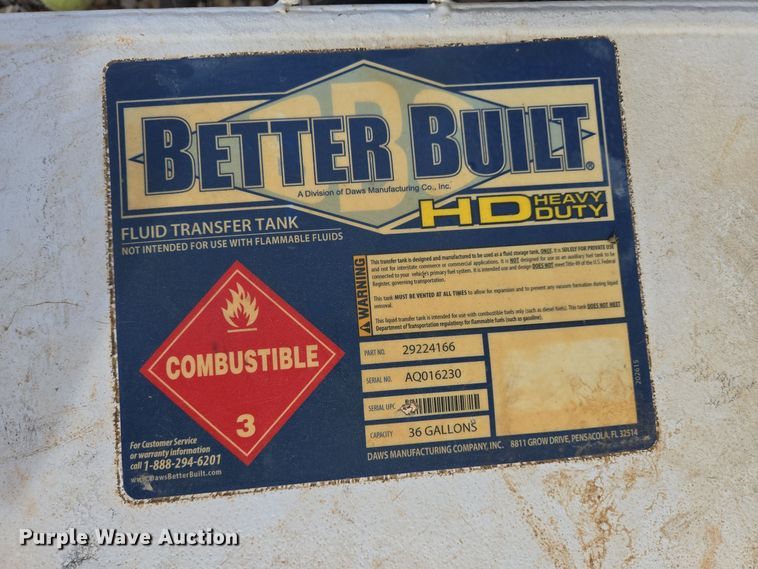 BETTER BUILT®
A Division of Daws Manufacturing Co., Inc.
HD HEAVY DUTY
FLUID TRANSFER TANK
NOT INTENDED FOR USE WITH FLAMMABLE FLUIDS
WARNING
This transfer tank is designed and manufactured to be used as a fluid storage tank, ONLY. It is SOLELY FOR PRIVATE USE
and not for interstate commerce or commercial applications. It is NOT designed for use as an auxiliary fuel tank to be
connected to your vehicle's primary fuel system. It is intended use and design DOES NOT meet Title 49 of the U.S. Federal
Register, governing transportation.
This tank MUST BE VENTED AT ALL TIMES to allow for expansion and to prevent any vacuum formation during liquid
removal.
This liquid transfer tank is intended for use with combustible fuels only (such as diesel fuels). This tank DOES NOT MEET
Department of Transportation regulations for flammable fuels (such as gasoline).
COMBUSTIBLE
3
PART NO. 29224166
SERIAL NO. AQ016230
SERIAL UPC
CAPACITY 36 GALLONS
202615
For Customer Service
or warranty information
call 1-888-294-6201
www.DawsBetterBuilt.com
DAWS MANUFACTURING COMPANY, INC. 8811 GROW DRIVE, PENSACOLA, FL 32514
Purple Wave Auction